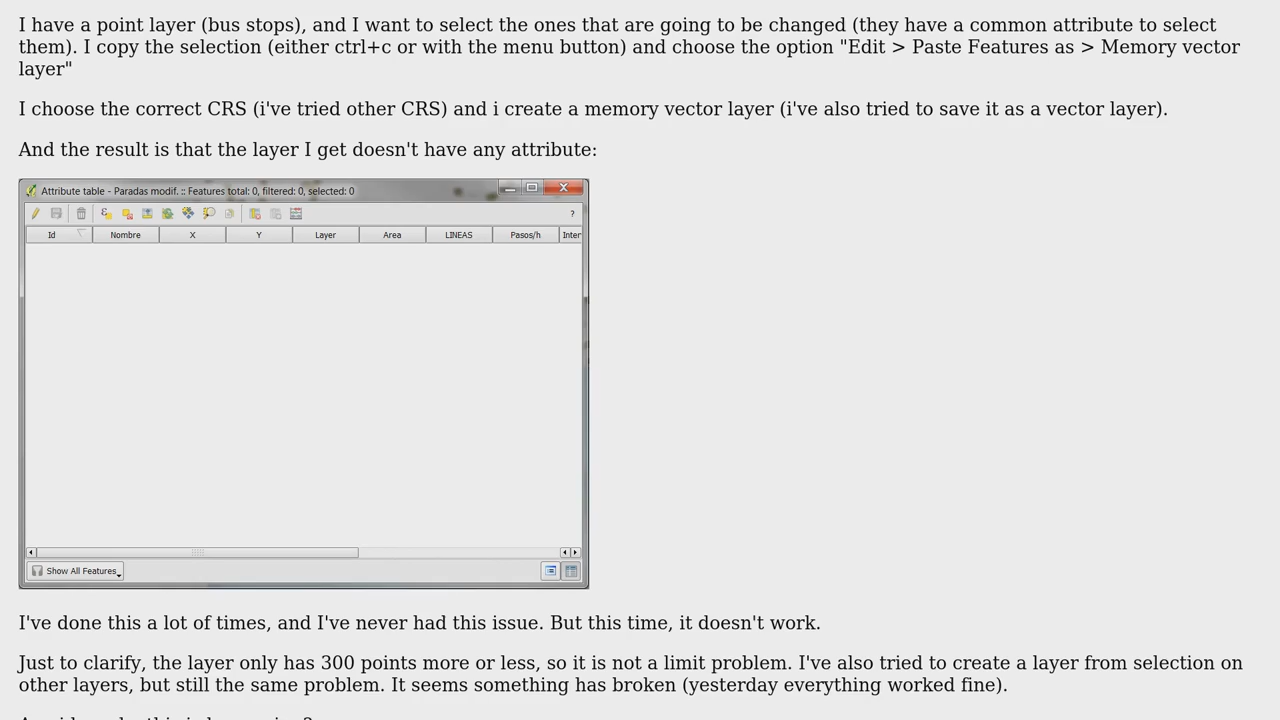 I have a point layer (bus stops), and I want to select the ones that are going to be changed (they have a common attribute to select
them). I copy the selection (either ctrl+c or with the menu button) and choose the option "Edit > Paste Features as > Memory vector
layer"
I choose the correct CRS (i've tried other CRS) and i create a memory vector layer (i've also tried to save it as a vector layer).
And the result is that the layer I get doesn't have any attribute:
Attribute table - Paradas modif. :: Features total: 0, filtered: 0, selected: 0
?
Id Nombre X Y Layer Area LINEAS Pasos/h Inter
Show All Features
I've done this a lot of times, and I've never had this issue. But this time, it doesn't work.
Just to clarify, the layer only has 300 points more or less, so it is not a limit problem. I've also tried to create a layer from selection on
other layers, but still the same problem. It seems something has broken (yesterday everything worked fine).